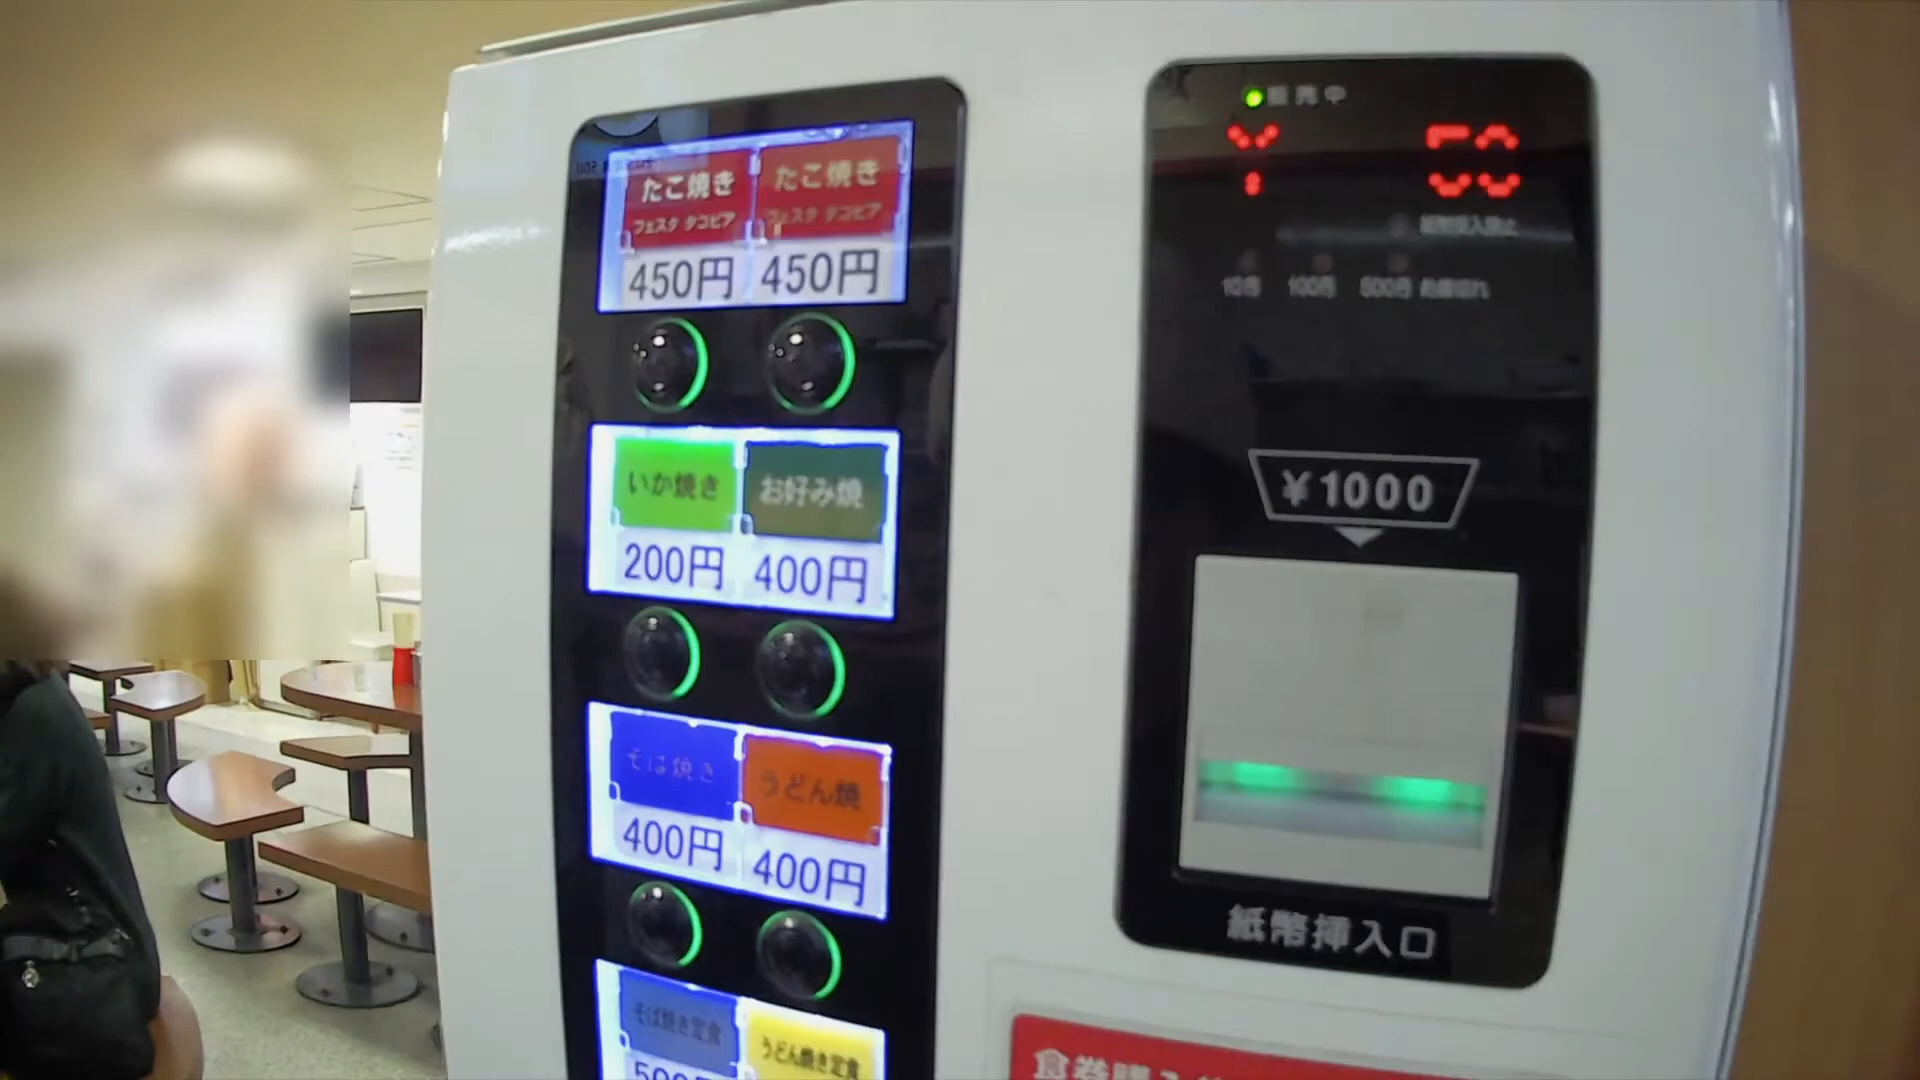 たこ焼き
フェスタ タコピア
450円
たこ焼き
フェスタ タコピア
450円
いか焼き
200円
お好み焼
400円
そば焼き
400円
うどん焼
400円
そば焼き定食
うどん焼き定食
販売中
¥ 50
10円 100円 500円
¥1000
紙幣挿入口